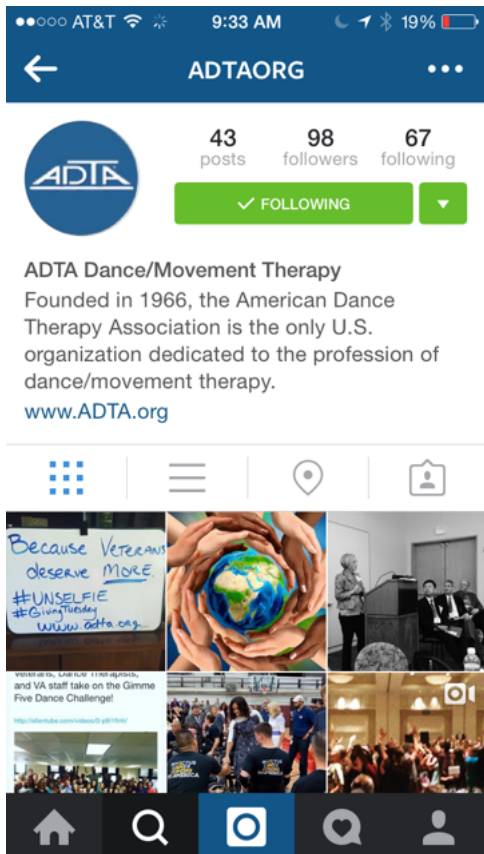 AT&T 9:33 AM 19%
ADTAORG
43 98 67
posts followers following
ADTA
FOLLOWING
ADTA Dance/Movement Therapy
Founded in 1966, the American Dance
Therapy Association is the only U.S.
organization dedicated to the profession of
dance/movement therapy.
www.ADTA.org
Because VETERANS
deserve MORE.
#UNSELFIE
#GivingTuesday
www.adta.org
Veterans, Dance Therapists,
and VA staff take on the Gimme
Five Dance Challenge!
INVICTUS
AMERICA